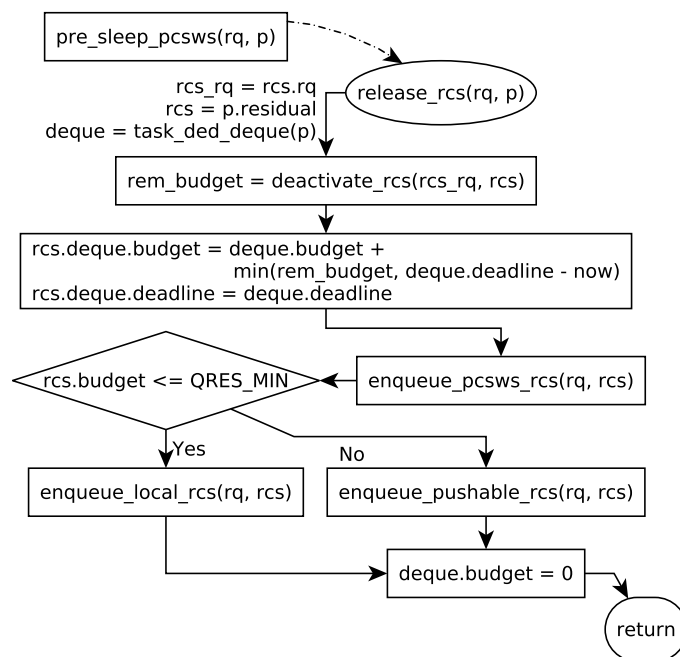 pre_sleep_pcsws(rq, p)
release_rcs(rq, p)
rcs_rq = rcs.rq
rcs = p.residual
deque = task_ded_deque(p)
rem_budget = deactivate_rcs(rcs_rq, rcs)
rcs.deque.budget = deque.budget +
min(rem_budget, deque.deadline - now)
rcs.deque.deadline = deque.deadline
rcs.budget <= QRES_MIN
enqueue_pcsws_rcs(rq, rcs)
Yes
No
enqueue_local_rcs(rq, rcs)
enqueue_pushable_rcs(rq, rcs)
deque.budget = 0
return